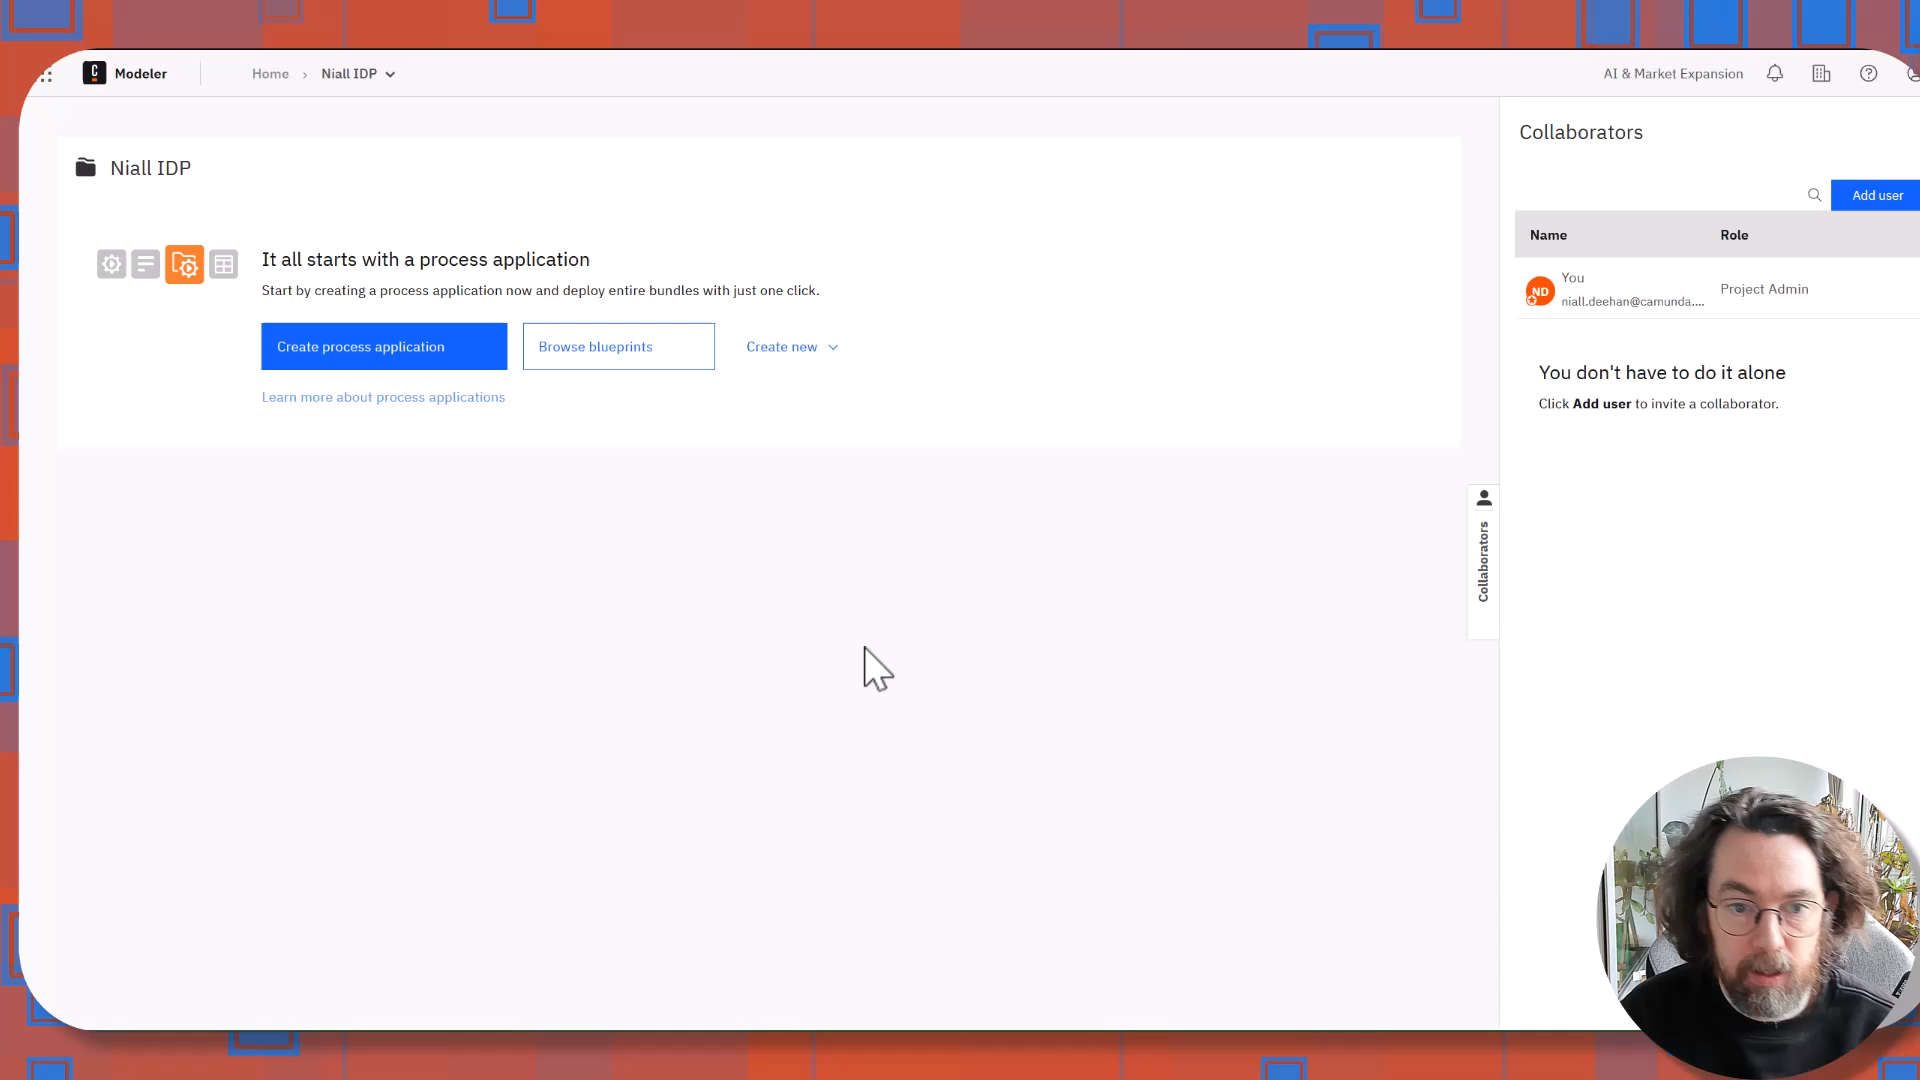 Modeler
Home › Niall IDP
AI & Market Expansion
Niall IDP
It all starts with a process application
Start by creating a process application now and deploy entire bundles with just one click.
Create process application
Browse blueprints
Create new
Learn more about process applications
Collaborators
Collaborators
Add user
Name Role
ND
You
niall.deehan@camunda....
Project Admin
You don't have to do it alone
Click Add user to invite a collaborator.